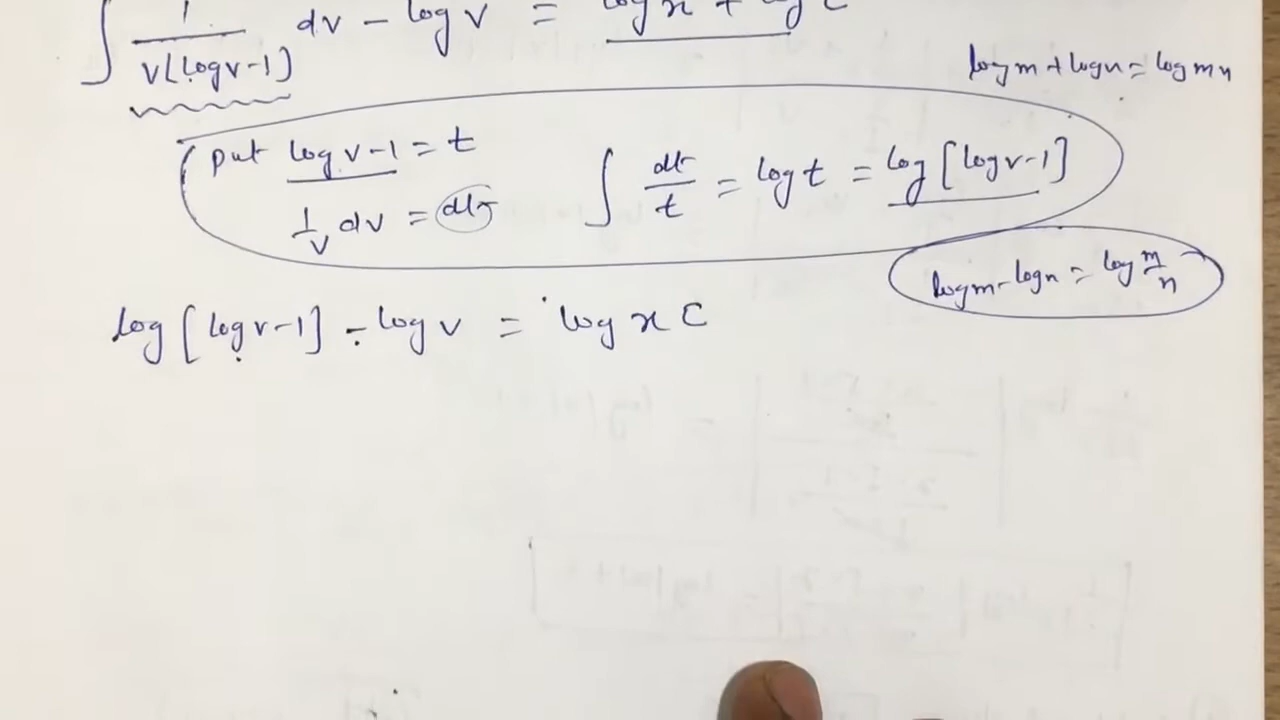 ∫ 1/v(log v-1) dv - log v = log x + log c
log m + log n = log mn
put log v-1 = t
∫ dt/t = log t = log [log v-1]
1/v dv = dt
log m - log n = log m/n
log [log v-1] - log v = log x c